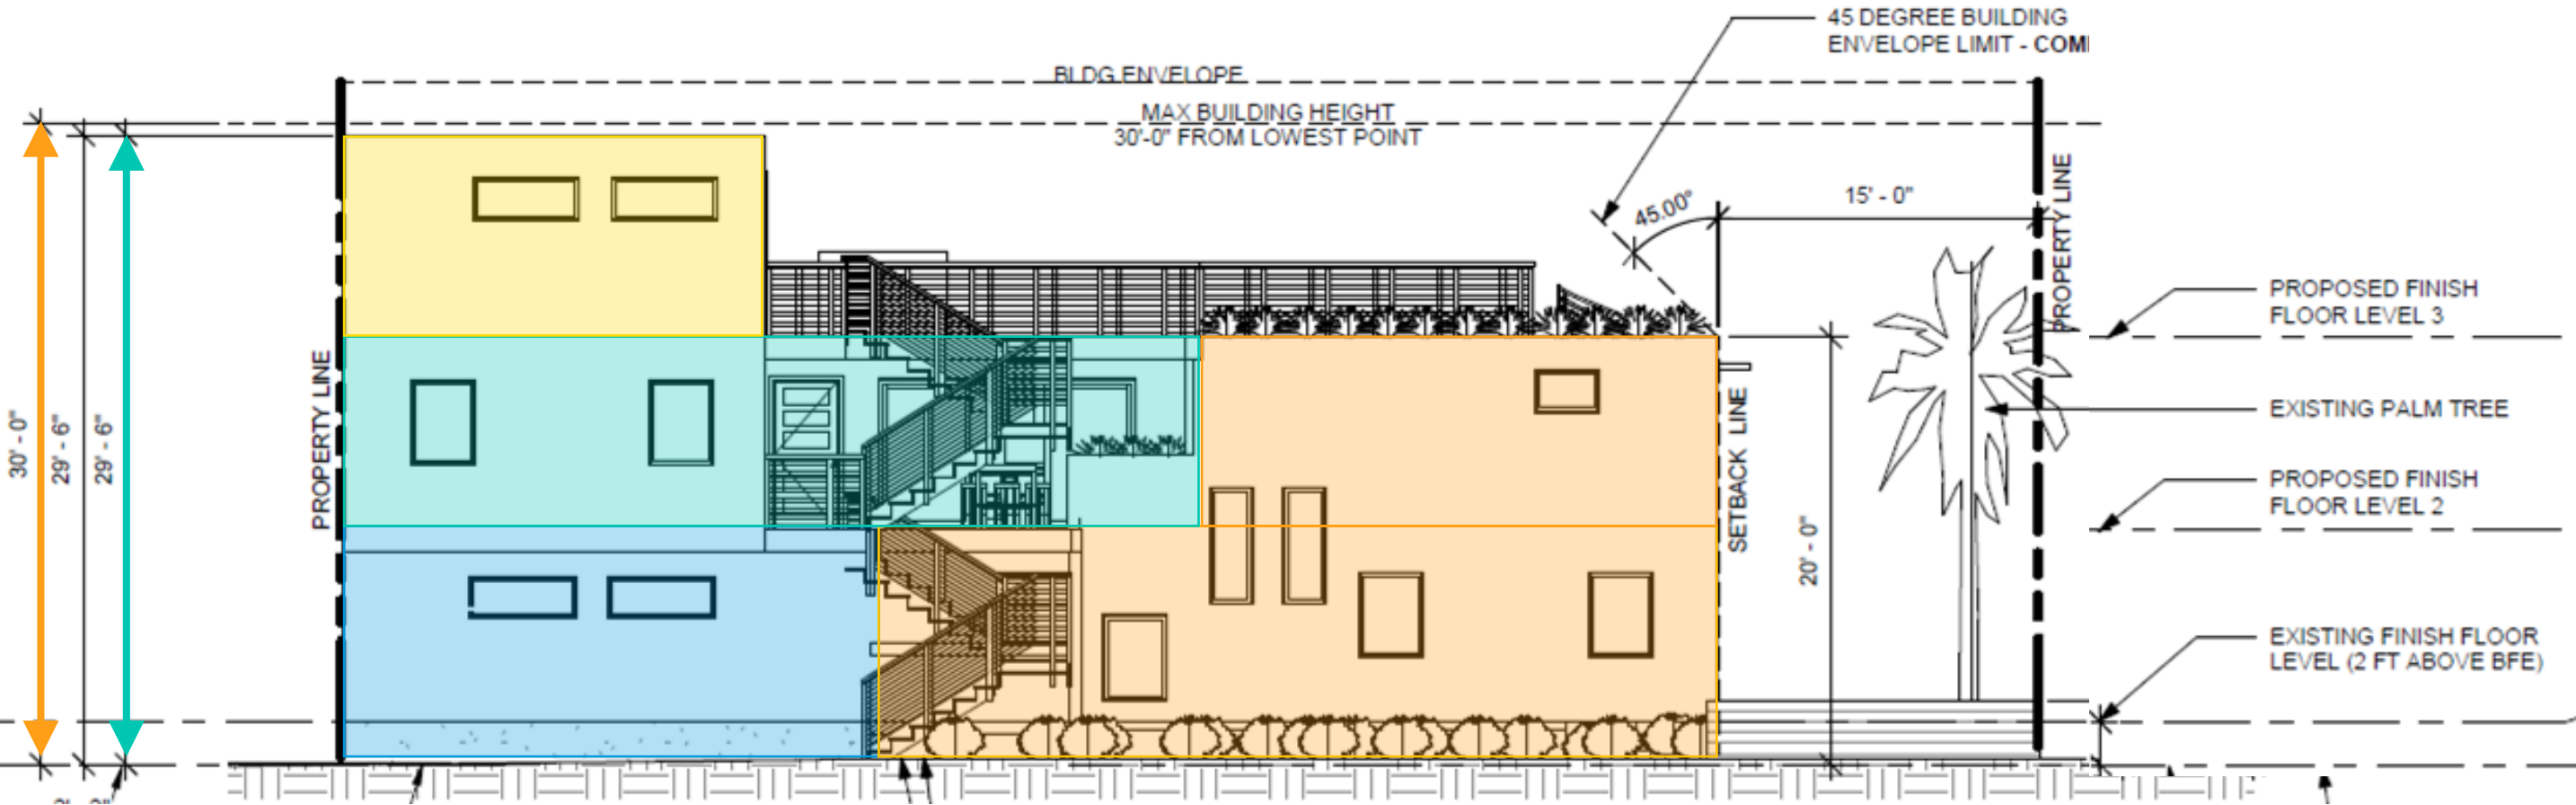 45 DEGREE BUILDING
ENVELOPE LIMIT - COM
BLDG ENVELOPE
MAX BUILDING HEIGHT
30'-0" FROM LOWEST POINT
45.00°
15' - 0"
PROPERTY LINE
PROPOSED FINISH
FLOOR LEVEL 3
EXISTING PALM TREE
PROPOSED FINISH
FLOOR LEVEL 2
EXISTING FINISH FLOOR
LEVEL (2 FT ABOVE BFE)
30' - 0"
29' - 6"
29' - 6"
PROPERTY LINE
SETBACK LINE
20' - 0"